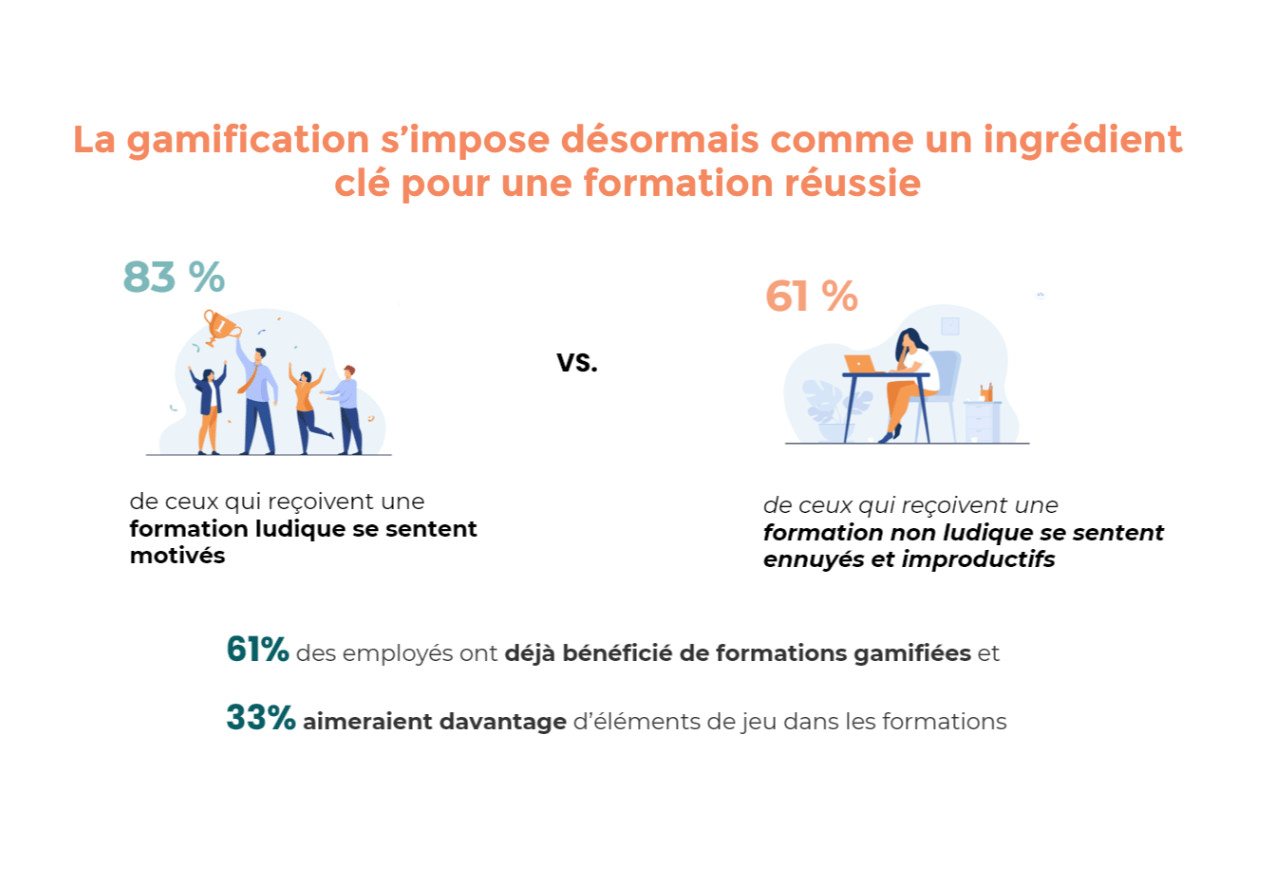 La gamification s’impose désormais comme un ingrédient
clé pour une formation réussie
83 %
61 %
vs.
de ceux qui reçoivent une
formation ludique se sentent
motivés
de ceux qui reçoivent une
formation non ludique se sentent
ennuyés et improductifs
61% des employés ont déjà bénéficié de formations gamifiées et
33% aimeraient davantage d’éléments de jeu dans les formations